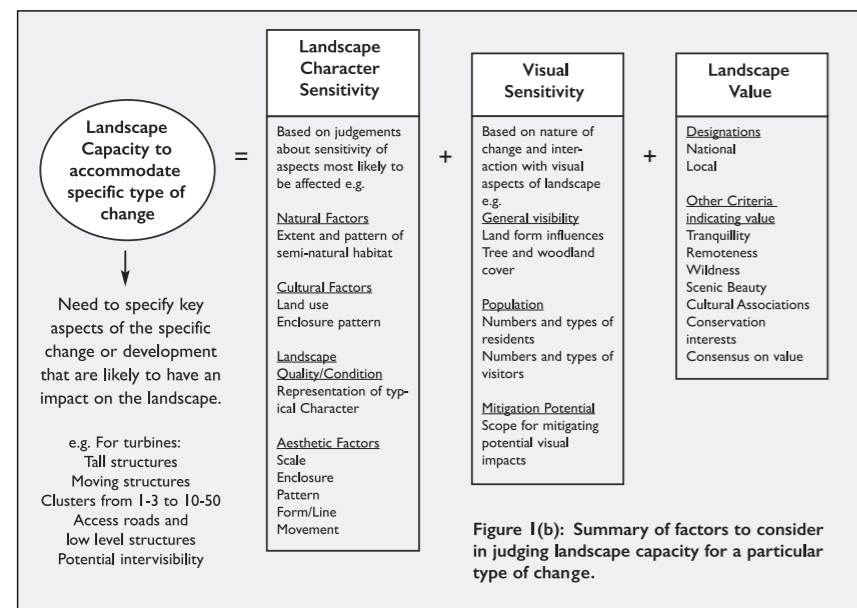 Landscape
Capacity to
accommodate
specific type of
change
Need to specify key
aspects of the specific
change or development
that are likely to have an
impact on the landscape.
e.g. For turbines:
Tall structures
Moving structures
Clusters from 1-3 to 10-50
Access roads and
low level structures
Potential intervisibility
=
Landscape
Character
Sensitivity
Based on judgements
about sensitivity of
aspects most likely to
be affected e.g.
Natural Factors
Extent and pattern of
semi-natural habitat
Cultural Factors
Land use
Enclosure pattern
Landscape
Quality/Condition
Representation of typ-
ical Character
Aesthetic Factors
Scale
Enclosure
Pattern
Form/Line
Movement
+
Visual
Sensitivity
Based on nature of
change and inter-
action with visual
aspects of landscape
e.g.
General visibility
Land form influences
Tree and woodland
cover
Population
Numbers and types of
residents
Numbers and types of
visitors
Mitigation Potential
Scope for mitigating
potential visual
impacts
+
Landscape
Value
Designations
National
Local
Other Criteria
indicating value
Tranquillity
Remoteness
Wildness
Scenic Beauty
Cultural Associations
Conservation
interests
Consensus on value
Figure 1(b): Summary of factors to consider
in judging landscape capacity for a particular
type of change.